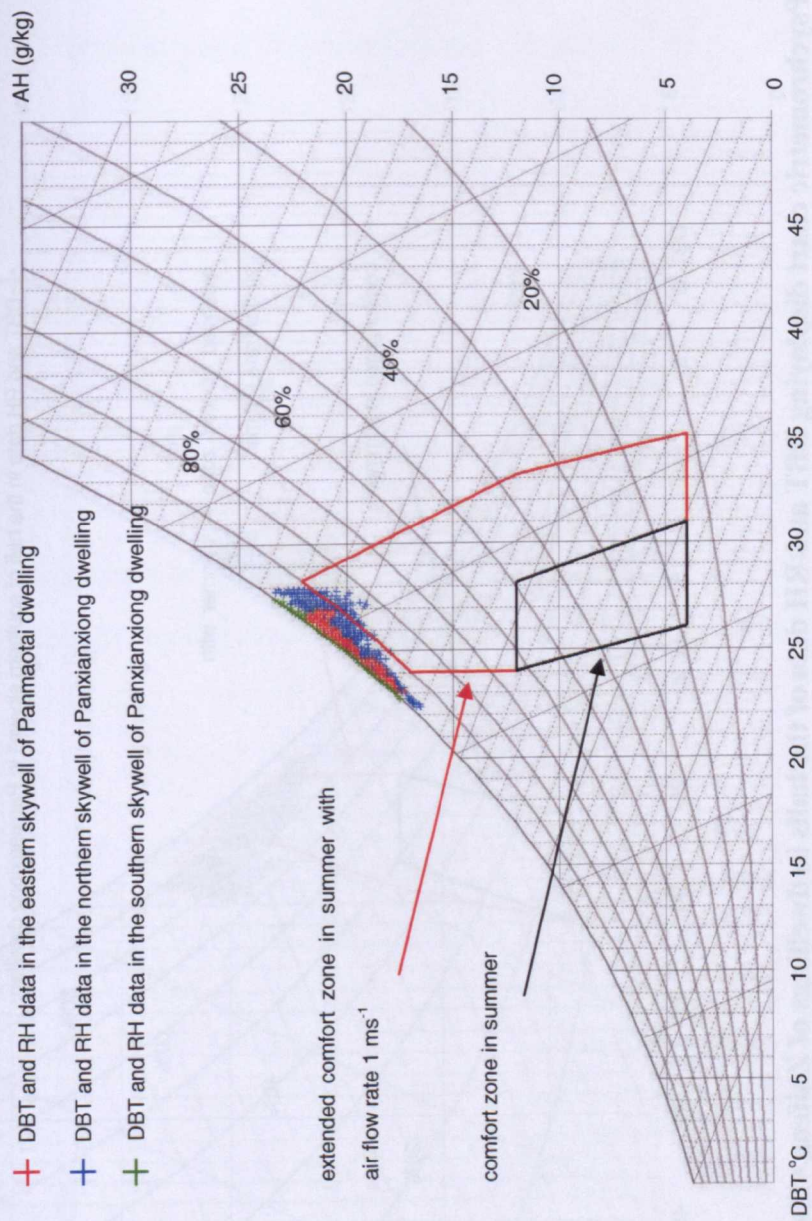 DBT and RH data in the eastern skywell of Panmaotai dwelling
DBT and RH data in the northern skywell of Panxianxiong dwelling
DBT and RH data in the southern skywell of Panxianxiong dwelling
extended comfort zone in summer with
air flow rate 1 ms⁻¹
comfort zone in summer
AH (g/kg)
30
25
20
15
10
5
0
80%
60%
40%
20%
DBT °C
5
10
15
20
25
30
35
40
45